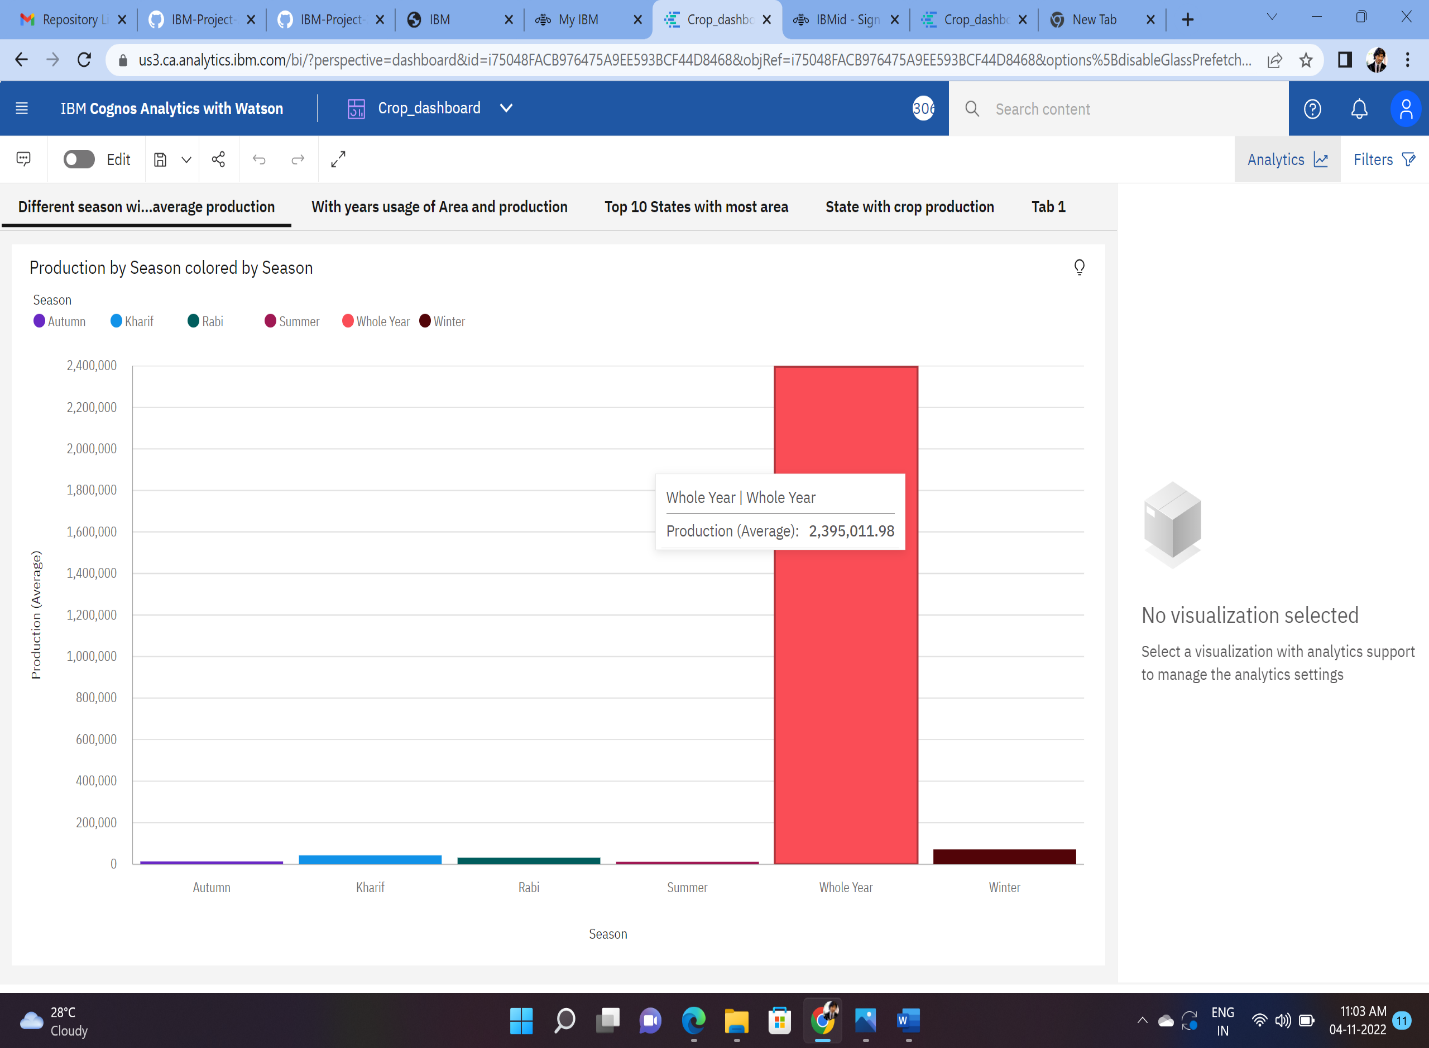 Repository L
IBM-Project-
IBM-Project-
IBM
My IBM
Crop_dashbo
IBMid - Sign
Crop_dashbo
New Tab
us3.ca.analytics.ibm.com/bi/?perspective=dashboard&id=i75048FACB976475A9EE593BCF44D8468&objRef=i75048FACB976475A9EE593BCF44D8468&options%5BdisableGlassPrefetch...
IBM Cognos Analytics with Watson
Crop_dashboard
306
Search content
Edit
Analytics
Filters
Different season wi...average production
With years usage of Area and production
Top 10 States with most area
State with crop production
Tab 1
Production by Season colored by Season
Season
Autumn
Kharif
Rabi
Summer
Whole Year
Winter
2,400,000
2,200,000
2,000,000
1,800,000
1,600,000
1,400,000
1,200,000
1,000,000
800,000
600,000
400,000
200,000
0
Production (Average)
Whole Year | Whole Year
Production (Average): 2,395,011.98
Autumn
Kharif
Rabi
Summer
Whole Year
Winter
Season
No visualization selected
Select a visualization with analytics support
to manage the analytics settings
28°C
Cloudy
W
ENG
IN
11:03 AM
04-11-2022
11